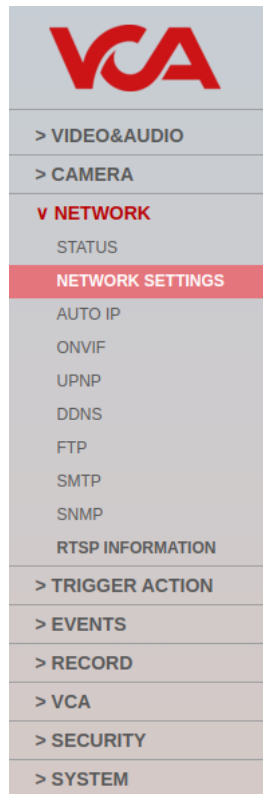 VCA
> VIDEO&AUDIO
> CAMERA
∨ NETWORK
STATUS
NETWORK SETTINGS
AUTO IP
ONVIF
UPNP
DDNS
FTP
SMTP
SNMP
RTSP INFORMATION
> TRIGGER ACTION
> EVENTS
> RECORD
> VCA
> SECURITY
> SYSTEM